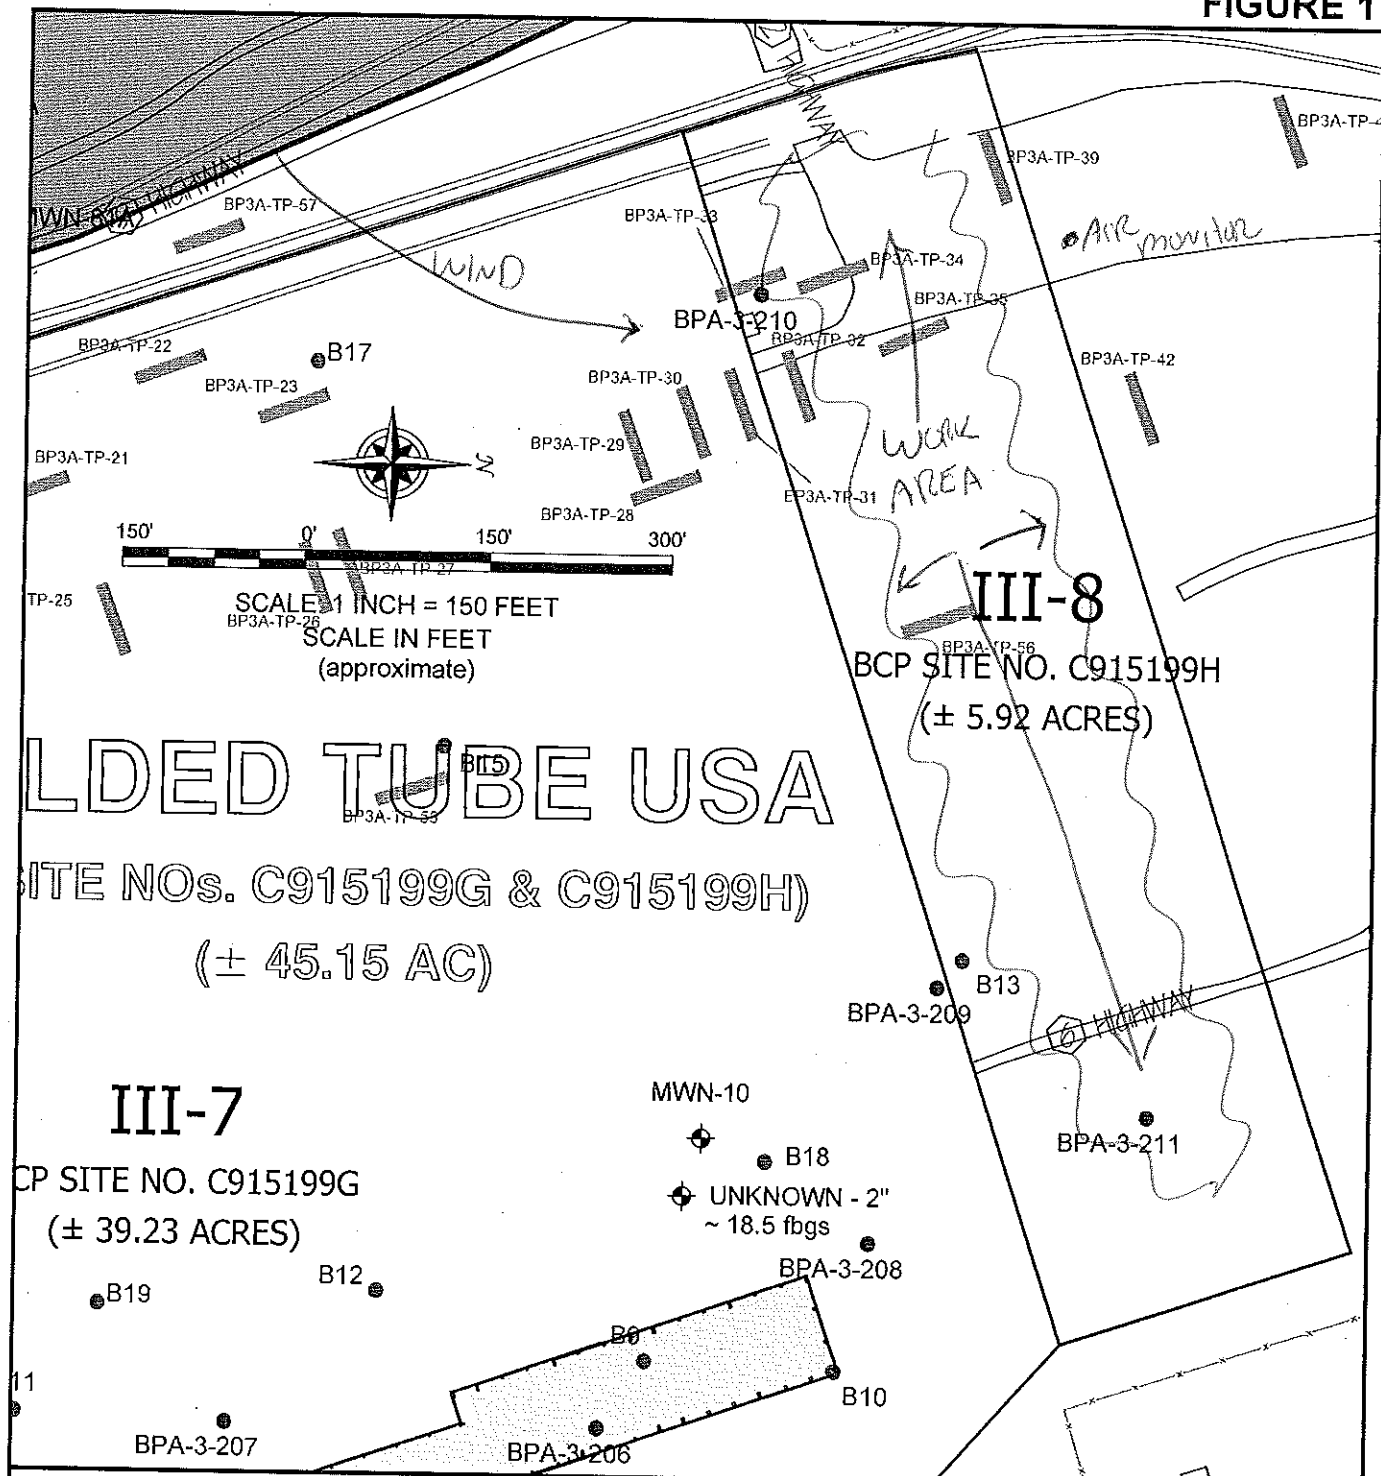 FIGURE 1
HIGHWAY
HIGHWAY
BP3A-TP-57
BP3A-TP-33
BP3A-TP-39
AIR MONITOR
WIND
BP3A-TP-34
BP3A-TP-35
BPA-3-210
BP3A-TP-22
B17
BP3A-TP-32
BP3A-TP-42
BP3A-TP-23
BP3A-TP-30
BP3A-TP-29
WORK
AREA
BP3A-TP-21
N
BP3A-TP-31
BP3A-TP-28
150' 0' 150' 300'
BP3A-TP-27
TP-25
SCALE: 1 INCH = 150 FEET
BP3A-TP-26
SCALE IN FEET
(approximate)
III-8
BP3A-TP-56
BCP SITE NO. C915199H
(± 5.92 ACRES)
LDED TUBE USA
B15
BP3A-TP-53
SITE NOs. C915199G & C915199H)
(± 45.15 AC)
B13
BPA-3-209
6 HIGHWAY
III-7
MWN-10
BPA-3-211
B18
CP SITE NO. C915199G
UNKNOWN - 2"
~ 18.5 fbgs
(± 39.23 ACRES)
BPA-3-208
B12
B19
B9
11
B10
BPA-3-207
BPA-3-206